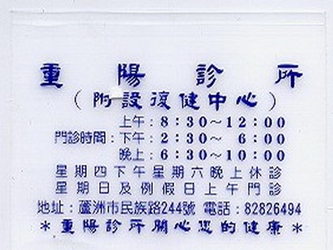 重陽診所
(附設復健中心)
上午:8:30～12:00
門診時間:下午:2:30～ 6:00
晚上:6:30～10:00
星期四下午星期六晚上休診
星期日及例假日上午門診
地址:蘆洲市民族路244號 電話:82826494
*重陽診所關心您的健康*